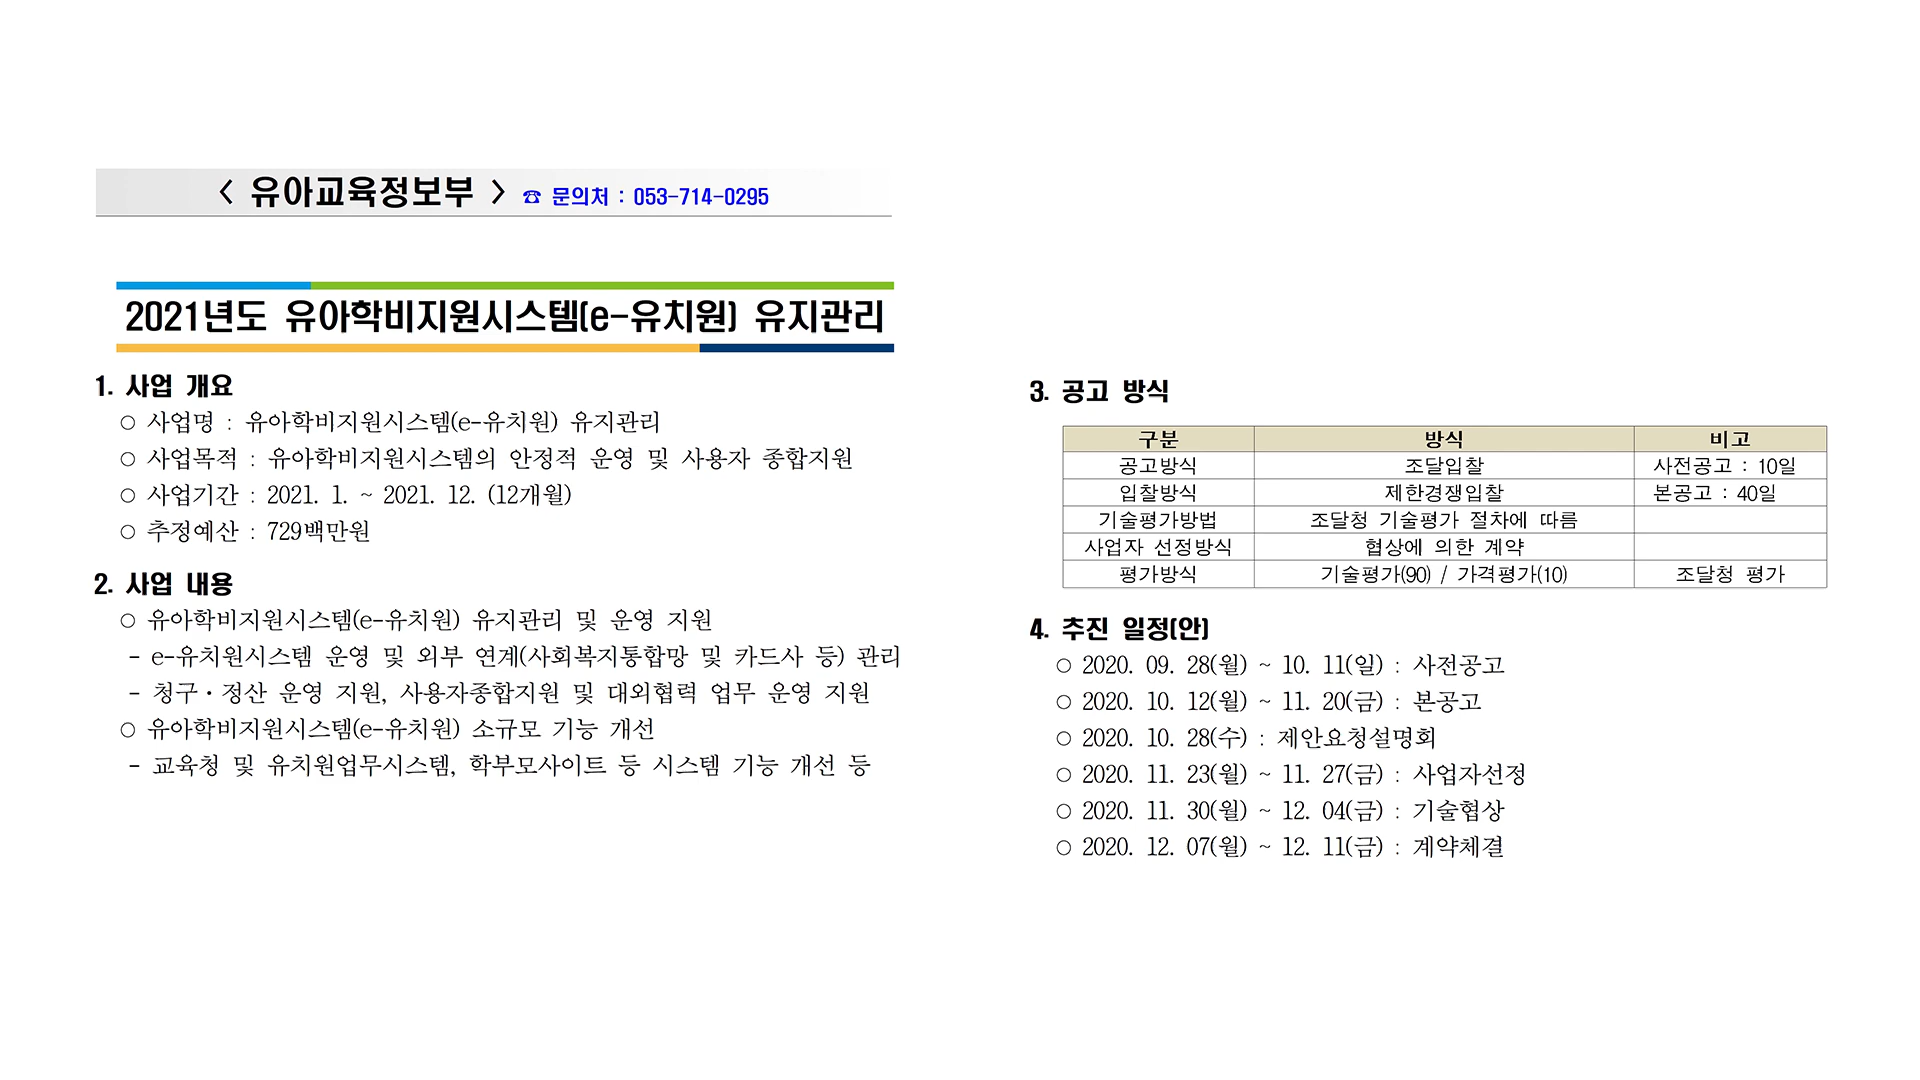 < 유아교육정보부 > ☎ 문의처 : 053-714-0295
2021년도 유아학비지원시스템(e-유치원) 유지관리
1. 사업 개요
○ 사업명 : 유아학비지원시스템(e-유치원) 유지관리
○ 사업목적 : 유아학비지원시스템의 안정적 운영 및 사용자 종합지원
○ 사업기간 : 2021. 1. ~ 2021. 12. (12개월)
○ 추정예산 : 729백만원
2. 사업 내용
○ 유아학비지원시스템(e-유치원) 유지관리 및 운영 지원
- e-유치원시스템 운영 및 외부 연계(사회복지통합망 및 카드사 등) 관리
- 청구·정산 운영 지원, 사용자종합지원 및 대외협력 업무 운영 지원
○ 유아학비지원시스템(e-유치원) 소규모 기능 개선
- 교육청 및 유치원업무시스템, 학부모사이트 등 시스템 기능 개선 등
3. 공고 방식
구분 방식 비고
공고방식 조달입찰 사전공고 : 10일
입찰방식 제한경쟁입찰 본공고 : 40일
기술평가방법 조달청 기술평가 절차에 따름
사업자 선정방식 협상에 의한 계약
평가방식 기술평가(90) / 가격평가(10) 조달청 평가
4. 추진 일정(안)
○ 2020. 09. 28(월) ~ 10. 11(일) : 사전공고
○ 2020. 10. 12(월) ~ 11. 20(금) : 본공고
○ 2020. 10. 28(수) : 제안요청설명회
○ 2020. 11. 23(월) ~ 11. 27(금) : 사업자선정
○ 2020. 11. 30(월) ~ 12. 04(금) : 기술협상
○ 2020. 12. 07(월) ~ 12. 11(금) : 계약체결